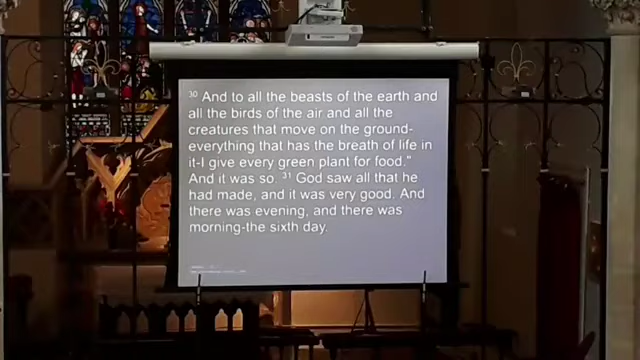 30 And to all the beasts of the earth and
all the birds of the air and all the
creatures that move on the ground-
everything that has the breath of life in
it-I give every green plant for food."
And it was so. 31 God saw all that he
had made, and it was very good. And
there was evening, and there was
morning-the sixth day.